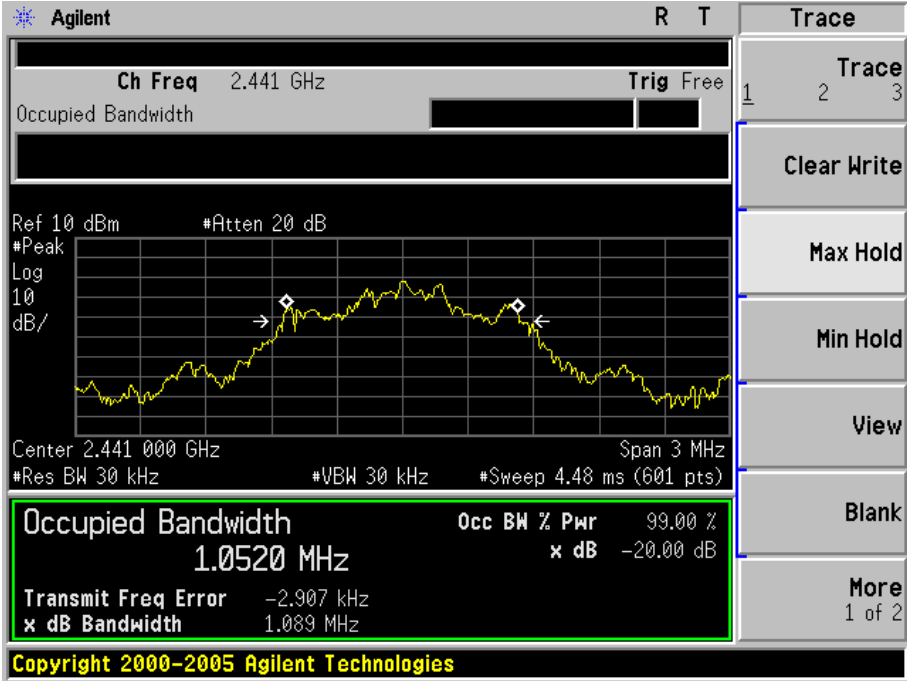 Agilent R T Trace
Ch Freq 2.441 GHz Trig Free
Occupied Bandwidth
Trace
1 2 3
Clear Write
Max Hold
Min Hold
View
Blank
More
1 of 2
Ref 10 dBm #Atten 20 dB
#Peak
Log
10
dB/
Center 2.441 000 GHz Span 3 MHz
#Res BW 30 kHz #VBW 30 kHz #Sweep 4.48 ms (601 pts)
Occupied Bandwidth Occ BW % Pwr 99.00 %
1.0520 MHz x dB -20.00 dB
Transmit Freq Error -2.907 kHz
x dB Bandwidth 1.089 MHz
Copyright 2000-2005 Agilent Technologies